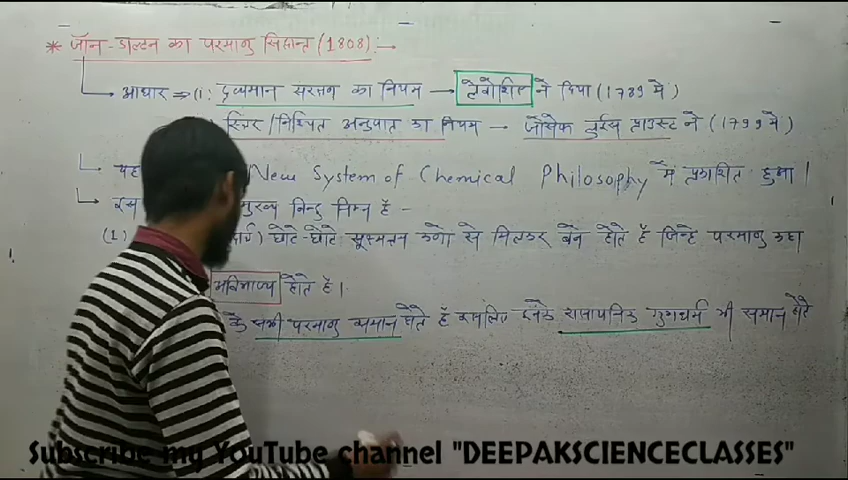 * जॉन-डाल्टन का परमाणु सिद्धान्त (1808) :→
आधार ⇒ (1. द्रव्यमान संरक्षण का नियम → लेवोशिए ने दिया (1789 में)
स्थिर/निश्चित अनुपात का नियम → जोसेफ लुईस प्राउस्ट ने (1799 में)
यह New System of Chemical Philosophy में प्रकाशित हुआ।
इस मुख्य बिन्दु निम्न हैं -
(1) छोटे-छोटे सूक्ष्मतम कणों से मिलकर बने होते हैं जिन्हें परमाणु कहा
अविभाज्य होते हैं।
के सभी परमाणु समान होते हैं इसलिए इनके रासायनिक गुणधर्म भी समान होते
Subscribe my YouTube channel "DEEPAKSCIENCECLASSES"